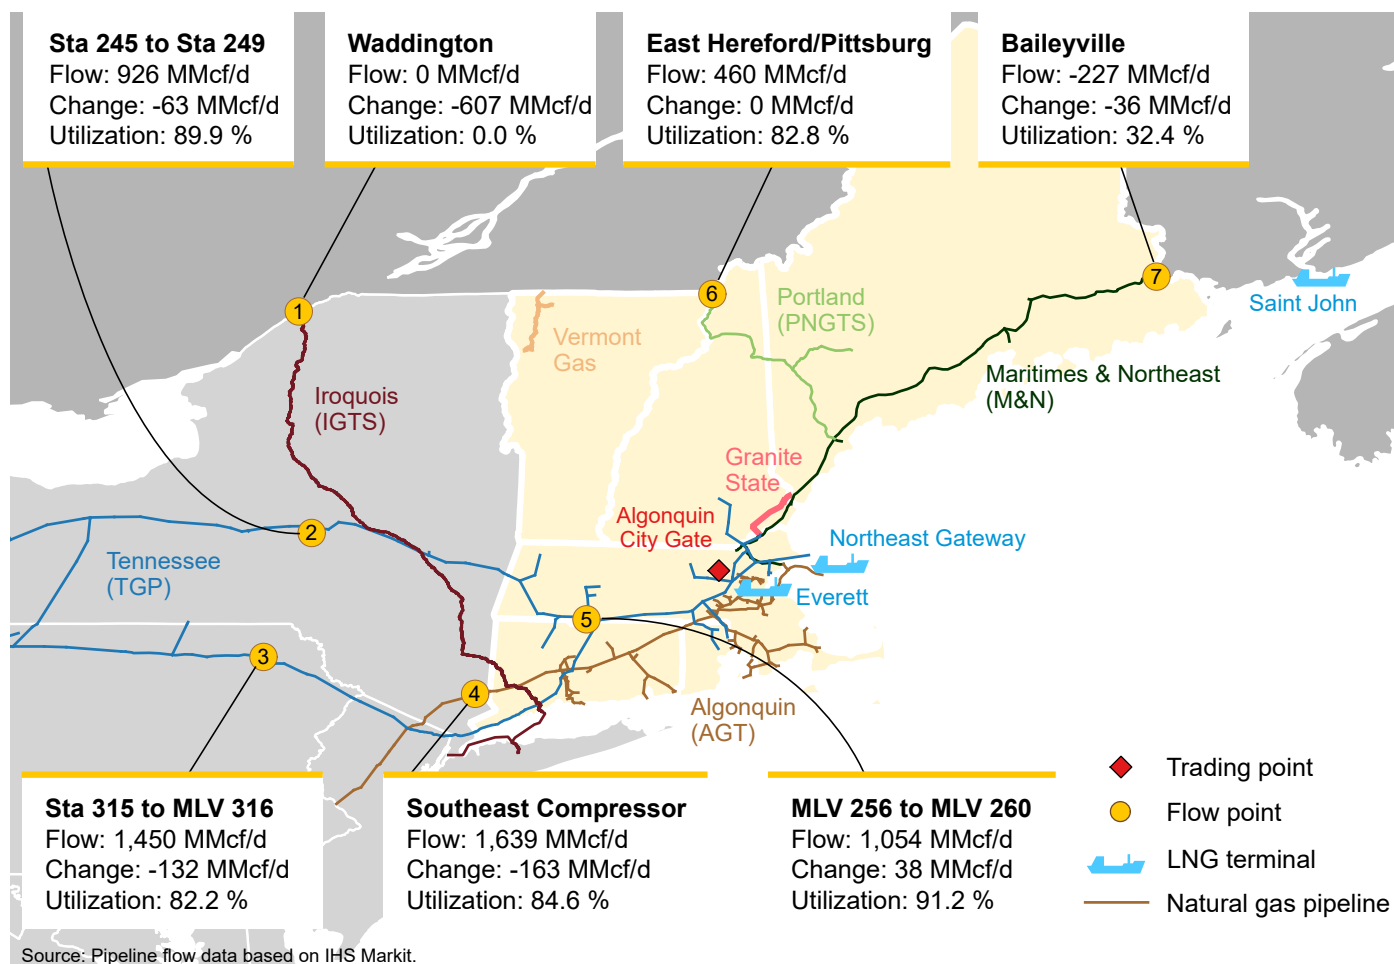 Sta 245 to Sta 249
Flow: 926 MMcf/d
Change: -63 MMcf/d
Utilization: 89.9 %
Waddington
Flow: 0 MMcf/d
Change: -607 MMcf/d
Utilization: 0.0 %
East Hereford/Pittsburg
Flow: 460 MMcf/d
Change: 0 MMcf/d
Utilization: 82.8 %
Baileyville
Flow: -227 MMcf/d
Change: -36 MMcf/d
Utilization: 32.4 %
1
6
7
Saint John
Portland
(PNGTS)
Vermont
Gas
Maritimes & Northeast
(M&N)
Iroquois
(IGTS)
Granite
State
Algonquin
City Gate
2
Northeast Gateway
Tennessee
(TGP)
Everett
5
3
4
Algonquin
(AGT)
Sta 315 to MLV 316
Flow: 1,450 MMcf/d
Change: -132 MMcf/d
Utilization: 82.2 %
Southeast Compressor
Flow: 1,639 MMcf/d
Change: -163 MMcf/d
Utilization: 84.6 %
MLV 256 to MLV 260
Flow: 1,054 MMcf/d
Change: 38 MMcf/d
Utilization: 91.2 %
Trading point
Flow point
LNG terminal
Natural gas pipeline
Source: Pipeline flow data based on IHS Markit.